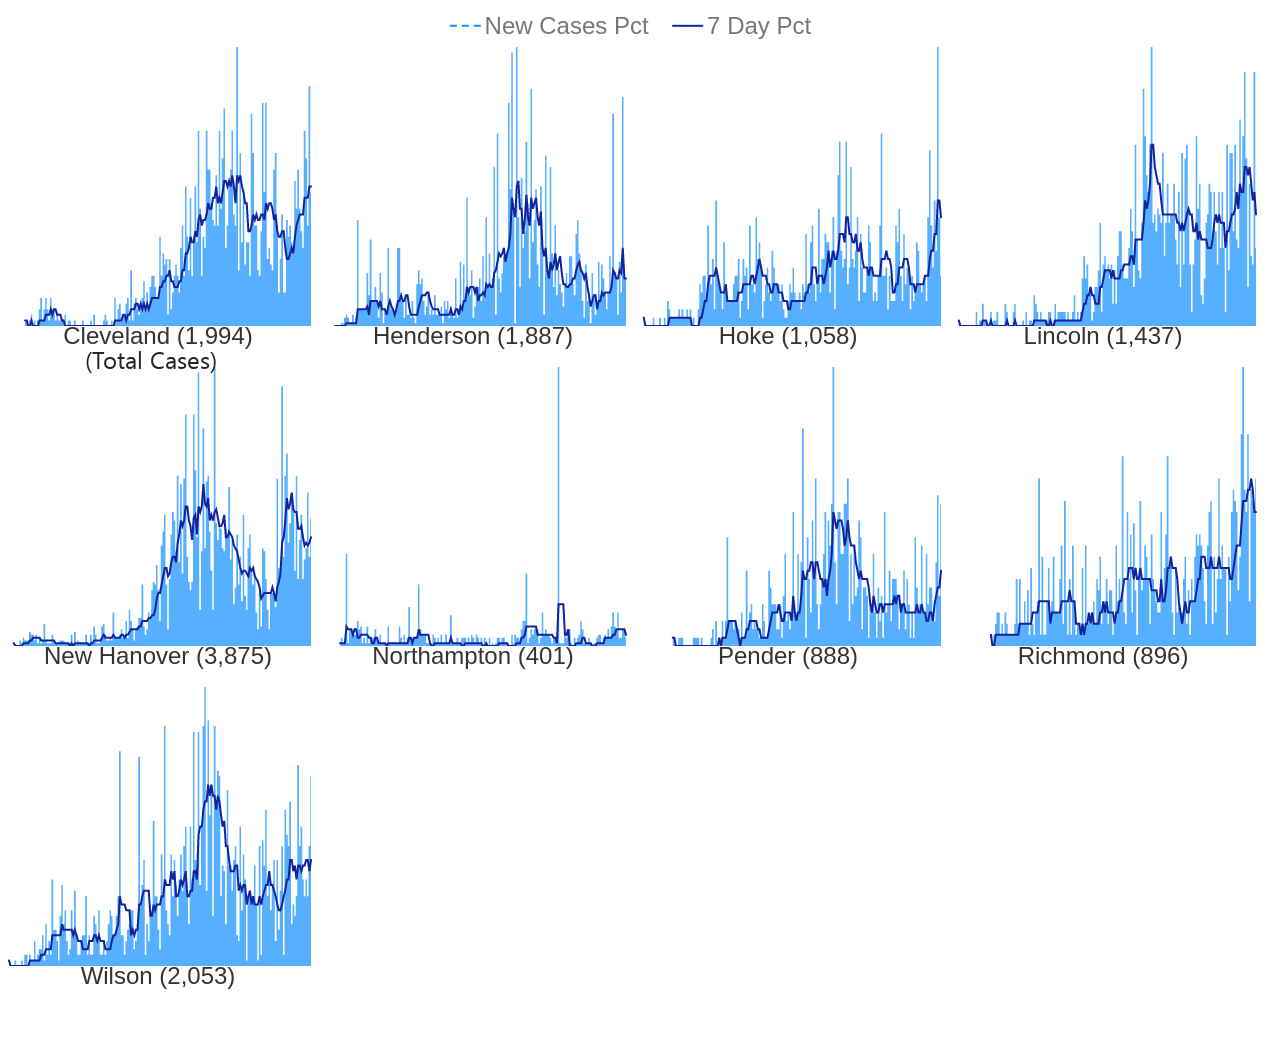 New Cases Pct 7 Day Pct
Cleveland (1,994) Henderson (1,887) Hoke (1,058) Lincoln (1,437)
(Total Cases)
New Hanover (3,875) Northampton (401) Pender (888) Richmond (896)
Wilson (2,053)